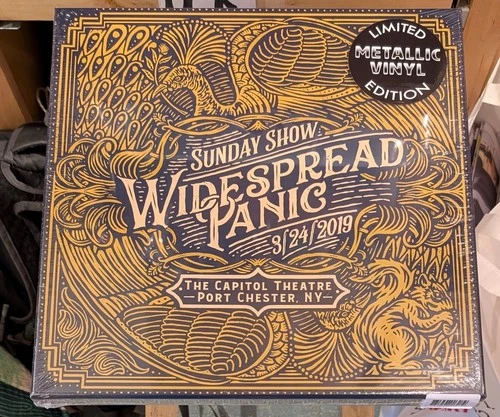 LIMITED
METALLIC
VINYL
EDITION
SUNDAY SHOW
WIDESPREAD
PANIC
3/24/2019
THE CAPITOL THEATRE
—PORT CHESTER, NY—